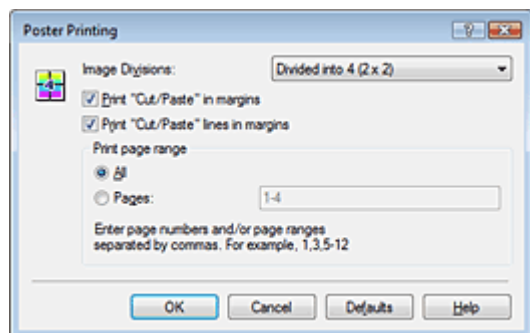 Poster Printing
Image Divisions: Divided into 4 (2 x 2)
Print "Cut/Paste" in margins
Print "Cut/Paste" lines in margins
Print page range
All
Pages: 1-4
Enter page numbers and/or page ranges
separated by commas. For example, 1,3,5-12
OK Cancel Defaults Help